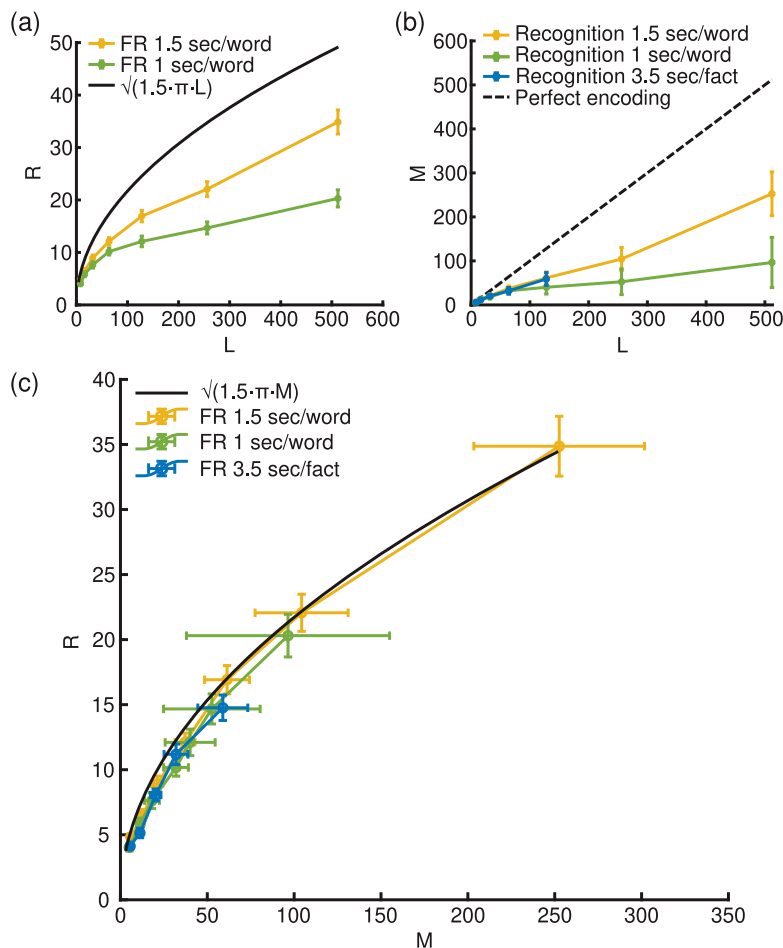 (a)
FR 1.5 sec/word
FR 1 sec/word
√(1.5·π·L)
50
40
30
20
10
0
R
0 100 200 300 400 500 600
L
(b)
Recognition 1.5 sec/word
Recognition 1 sec/word
Recognition 3.5 sec/fact
Perfect encoding
600
500
400
300
200
100
0
M
0 100 200 300 400 500
L
(c)
√(1.5·π·M)
FR 1.5 sec/word
FR 1 sec/word
FR 3.5 sec/fact
40
35
30
25
20
15
10
5
0
R
0 50 100 150 200 250 300 350
M